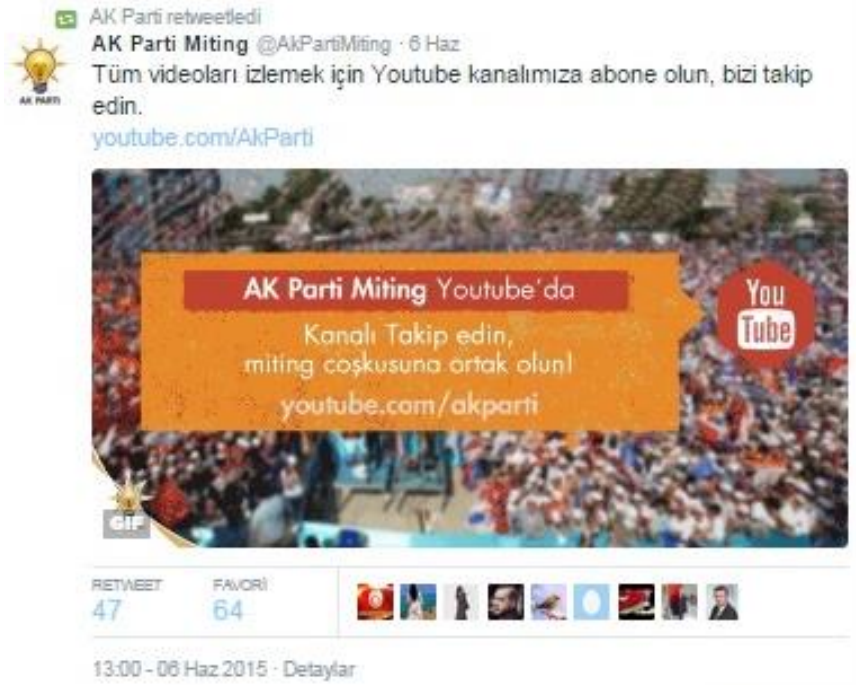 AK Parti retweetledi
AK Parti Miting @AkPartiMiting · 6 Haz
Tüm videoları izlemek için Youtube kanalımıza abone olun, bizi takip
edin.
youtube.com/AkParti
AK PARTİ
AK Parti Miting Youtube'da
Kanalı Takip edin,
miting coşkusuna ortak olun!
youtube.com/akparti
You
Tube
GIF
RETWEET FAVORİ
47 64
13:00 - 06 Haz 2015 · Detaylar